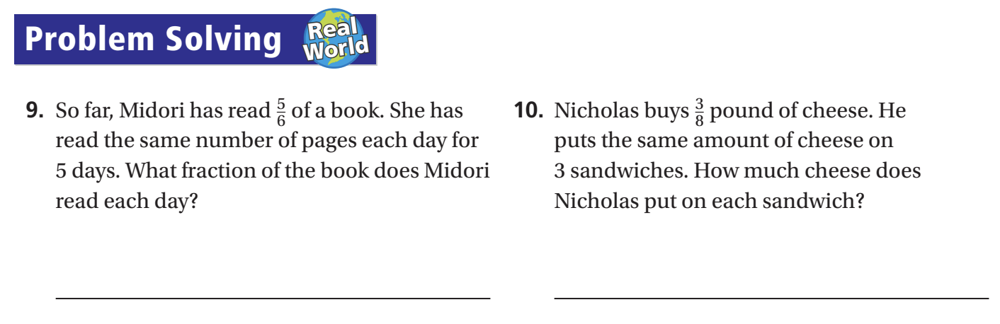 Problem Solving
Real
World
9. So far, Midori has read 5/6 of a book. She has
read the same number of pages each day for
5 days. What fraction of the book does Midori
read each day?
10. Nicholas buys 3/8 pound of cheese. He
puts the same amount of cheese on
3 sandwiches. How much cheese does
Nicholas put on each sandwich?